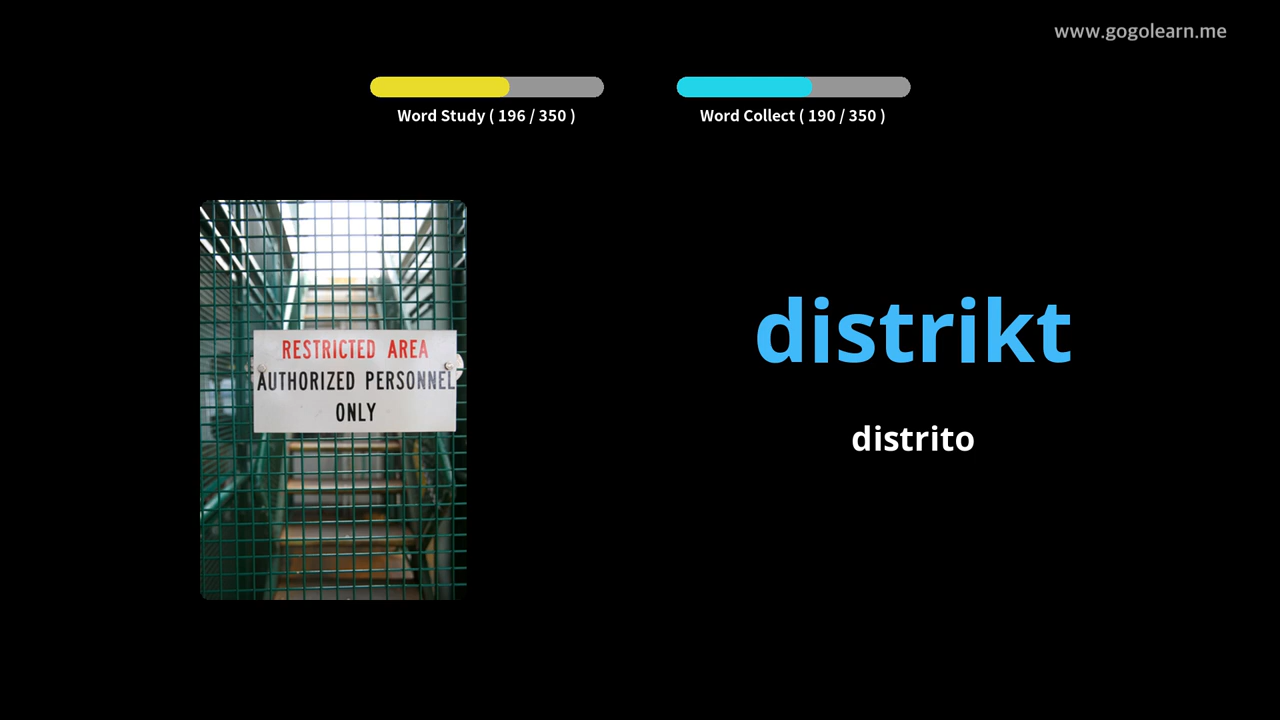 www.gogolearn.me
Word Study ( 196 / 350 )
Word Collect ( 190 / 350 )
RESTRICTED AREA
AUTHORIZED PERSONNEL
ONLY
distrikt
distrito